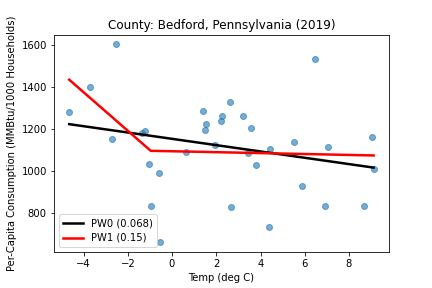 County: Bedford, Pennsylvania (2019)
Per-Capita Consumption (MMBtu/1000 Households)
1600
1400
1200
1000
800
PW0 (0.068)
PW1 (0.15)
−4 −2 0 2 4 6 8
Temp (deg C)